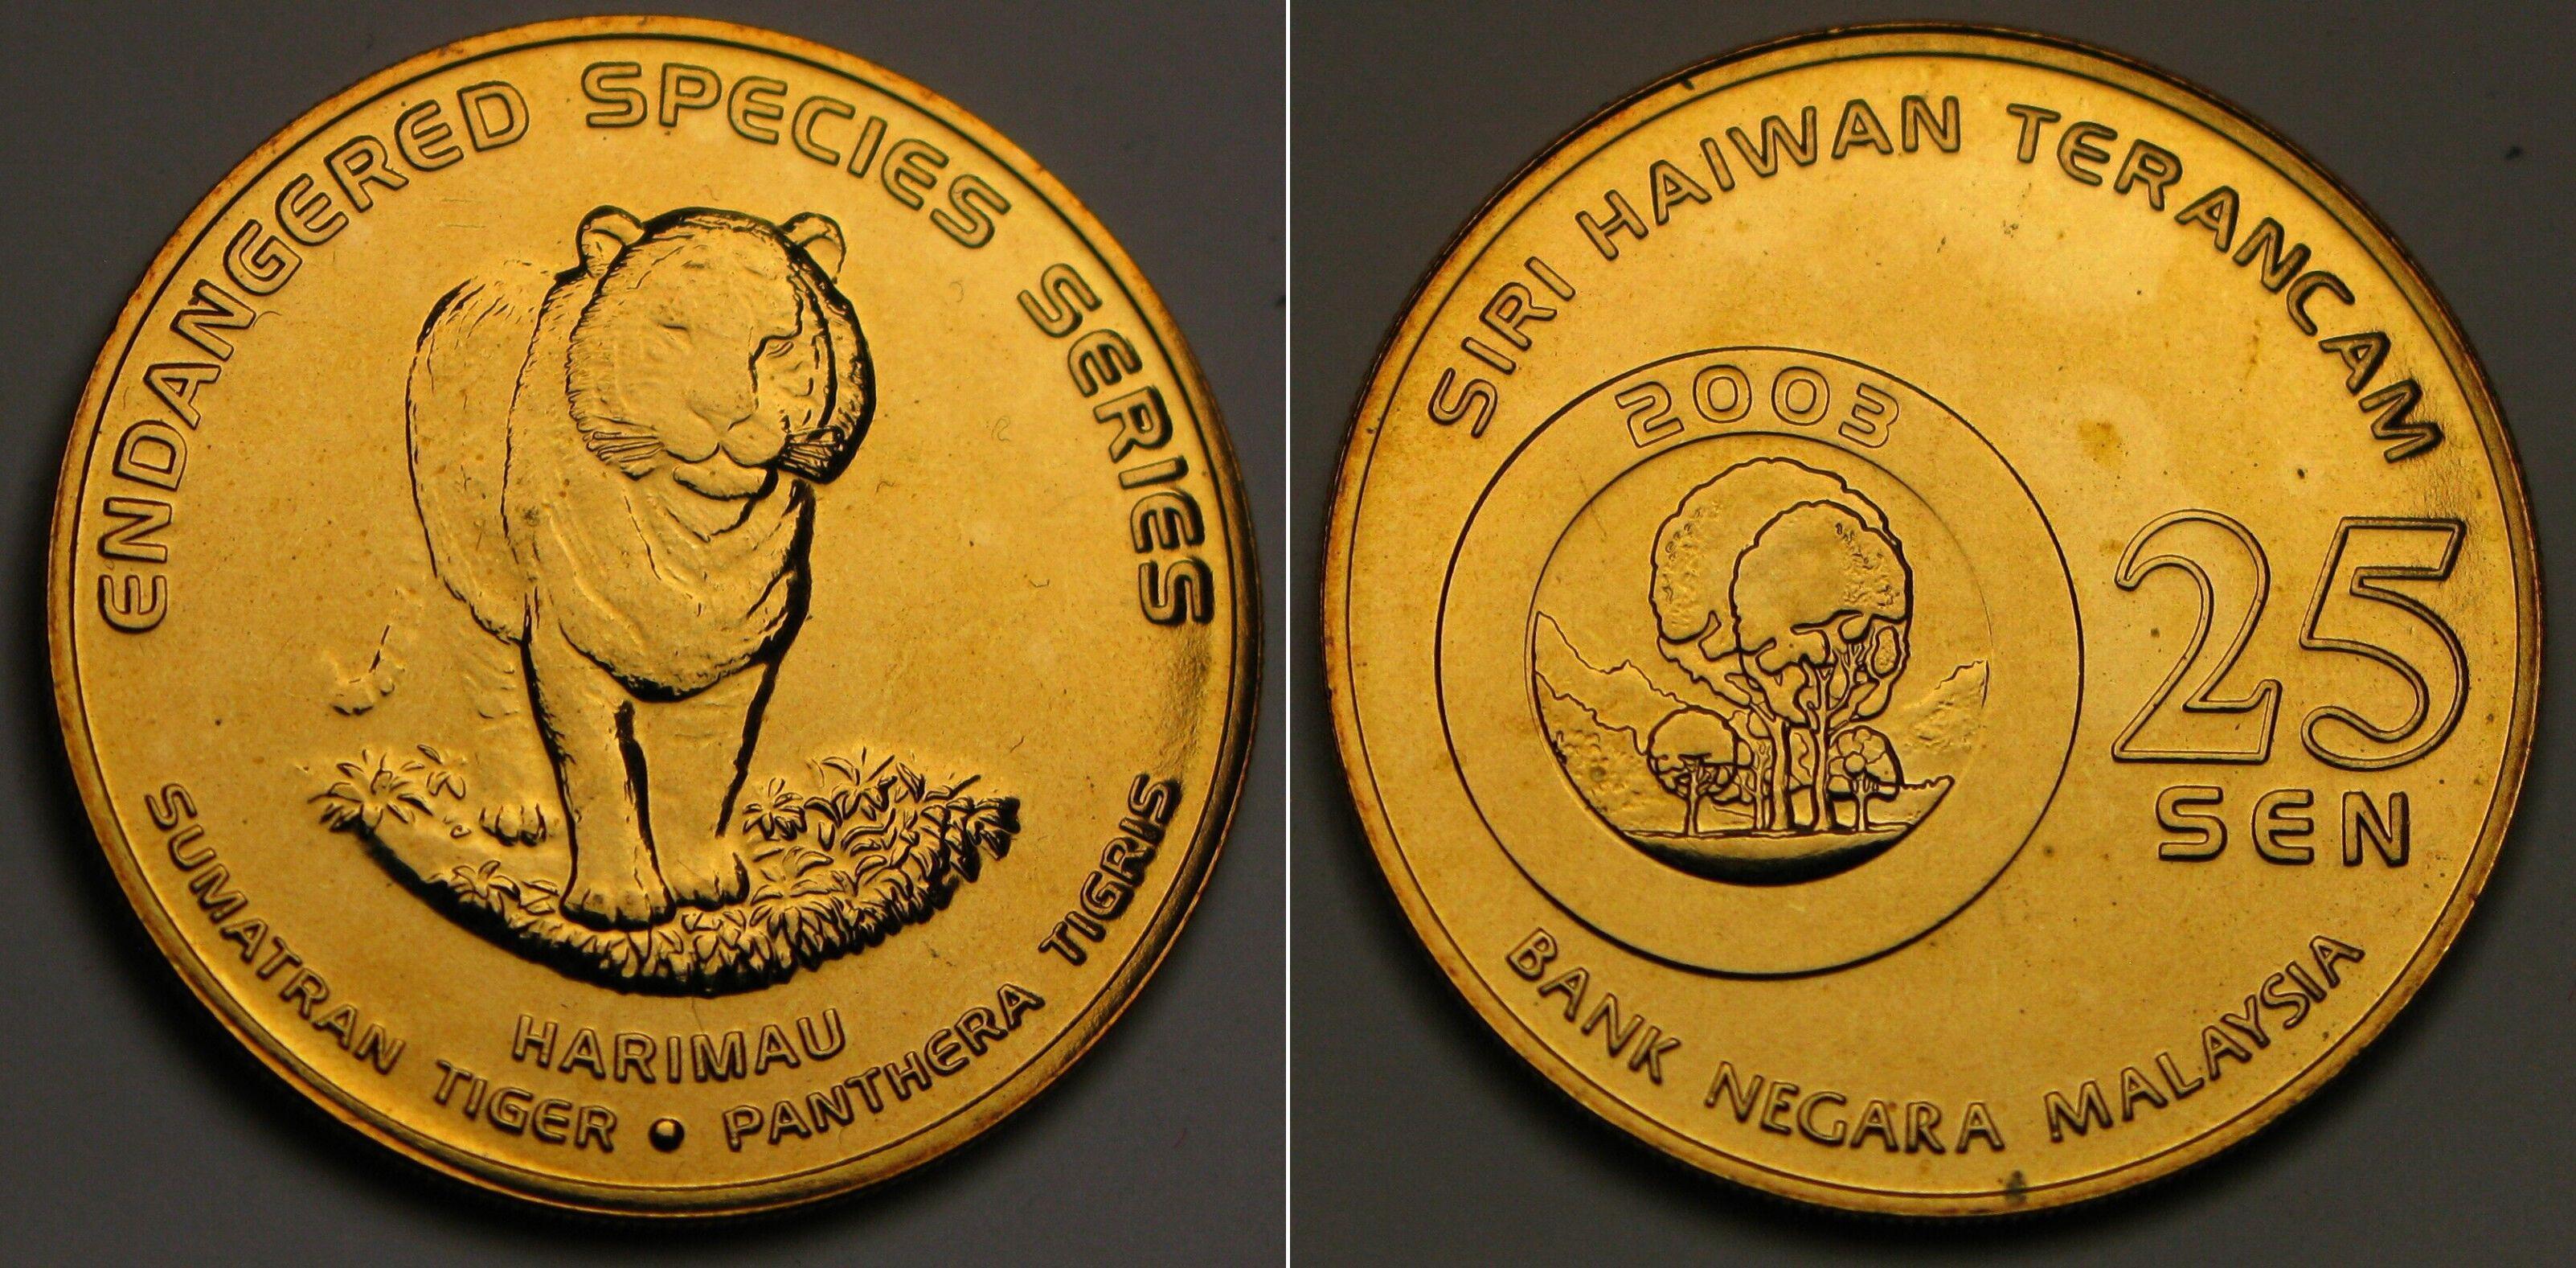 ENDANGERED SPECIES SERIES
HARIMAU
SUMATRAN TIGER • PANTHERA TIGRIS
SIRI HAIWAN TERANCAM
2003
25
SEN
BANK NEGARA MALAYSIA